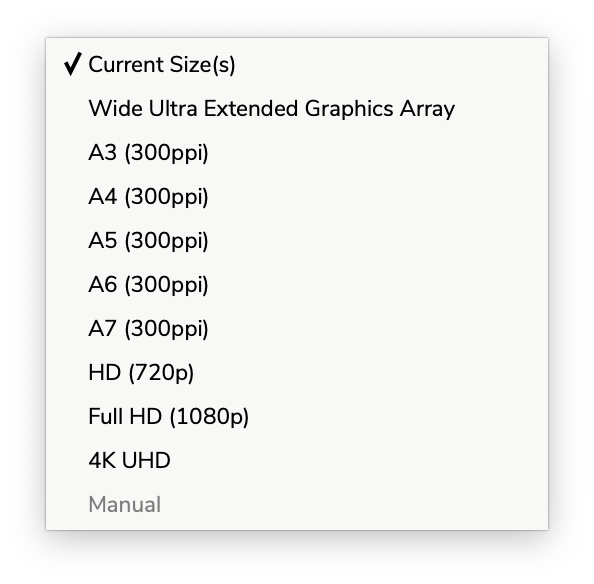 Current Size(s)
Wide Ultra Extended Graphics Array
A3 (300ppi)
A4 (300ppi)
A5 (300ppi)
A6 (300ppi)
A7 (300ppi)
HD (720p)
Full HD (1080p)
4K UHD
Manual